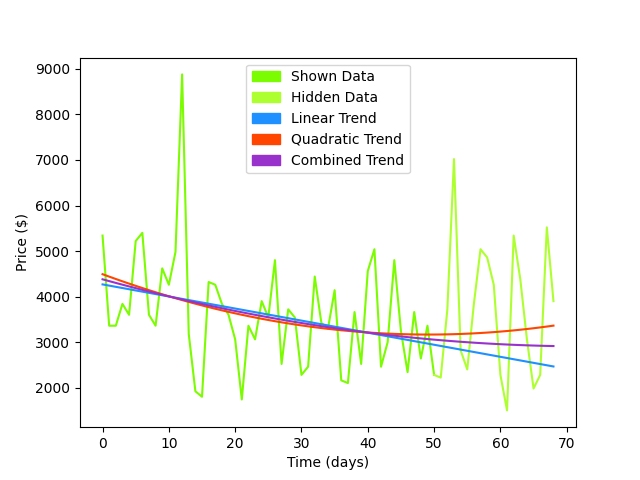 9000
8000
7000
6000
5000
4000
3000
2000
Price ($)
Shown Data
Hidden Data
Linear Trend
Quadratic Trend
Combined Trend
0 10 20 30 40 50 60 70
Time (days)